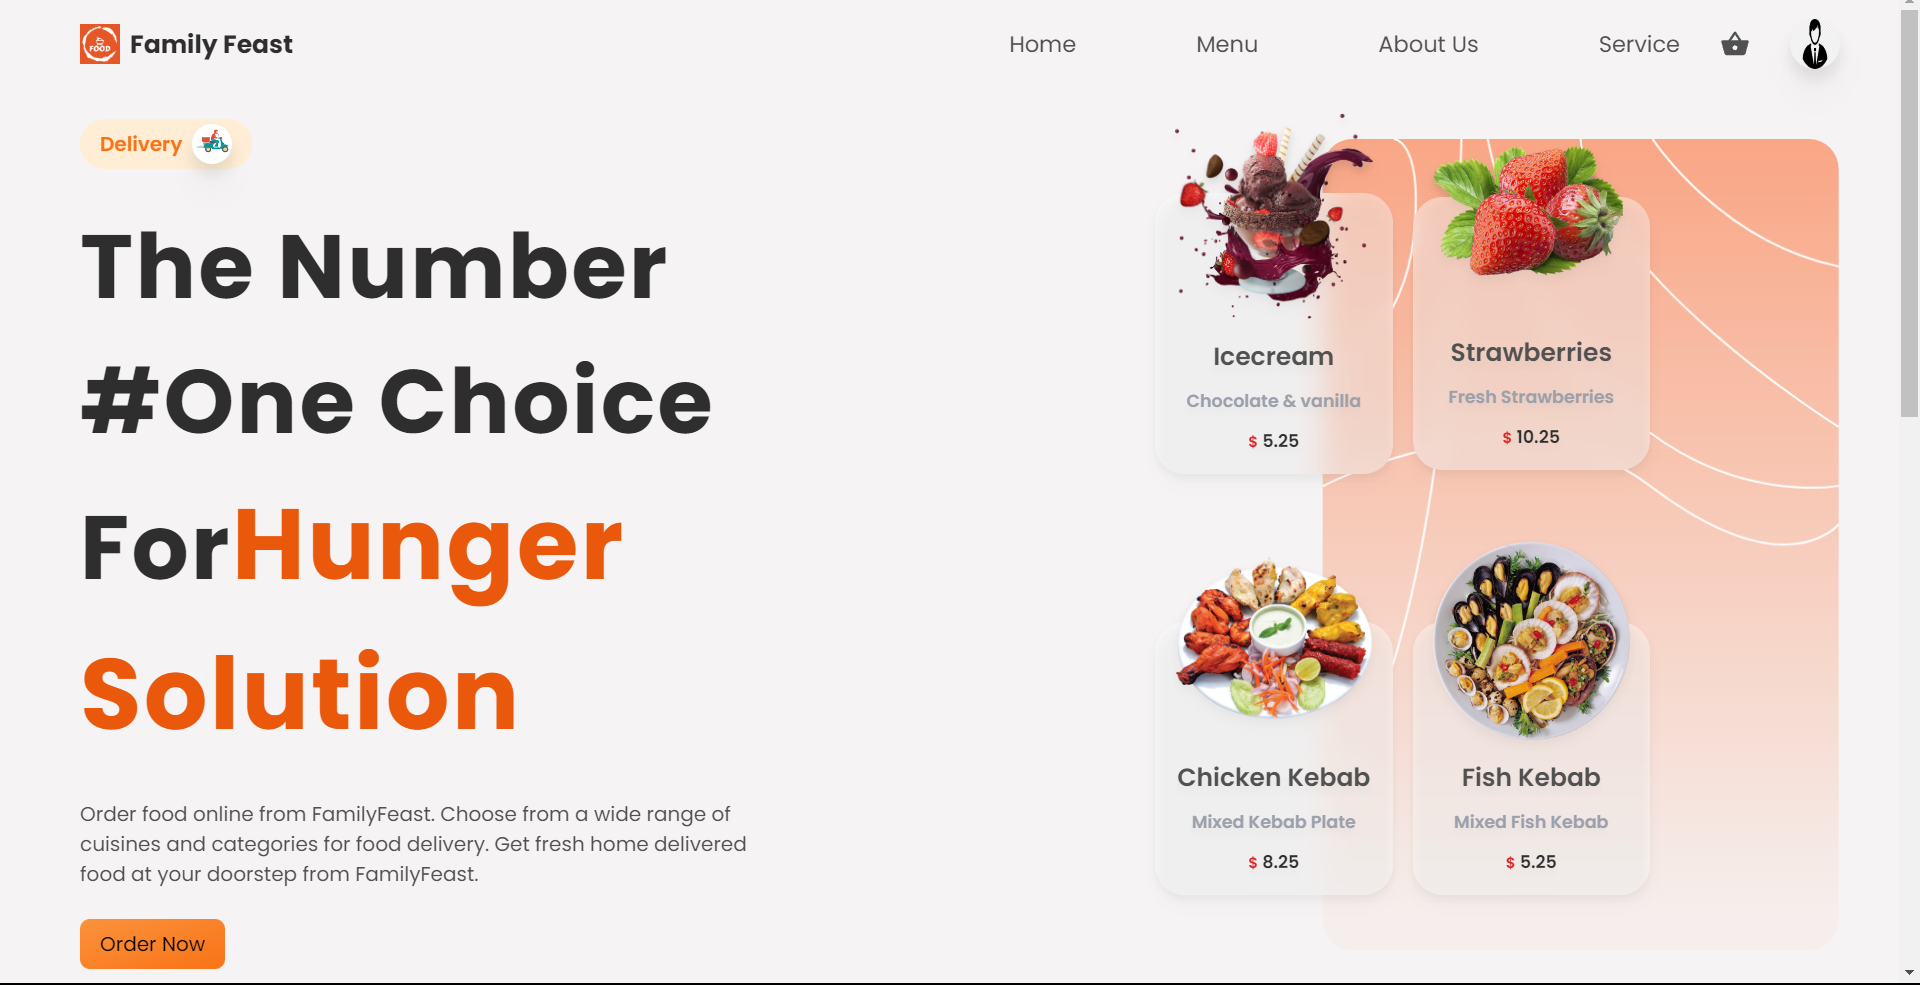 FOOD
Family Feast
Home
Menu
About Us
Service
Delivery
The Number
#One Choice
ForHunger
Solution
Order food online from FamilyFeast. Choose from a wide range of
cuisines and categories for food delivery. Get fresh home delivered
food at your doorstep from FamilyFeast.
Order Now
Icecream
Chocolate & vanilla
$ 5.25
Strawberries
Fresh Strawberries
$ 10.25
Chicken Kebab
Mixed Kebab Plate
$ 8.25
Fish Kebab
Mixed Fish Kebab
$ 5.25